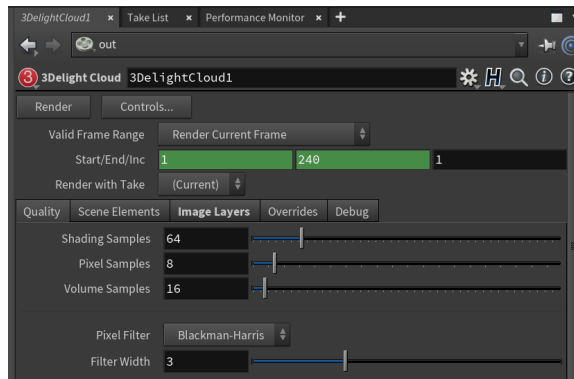 3DelightCloud1 × Take List × Performance Monitor × +
out
3 3Delight Cloud 3DelightCloud1 H i ?
Render Controls...
Valid Frame Range Render Current Frame
Start/End/Inc 1 240 1
Render with Take (Current)
Quality Scene Elements Image Layers Overrides Debug
Shading Samples 64
Pixel Samples 8
Volume Samples 16
Pixel Filter Blackman-Harris
Filter Width 3